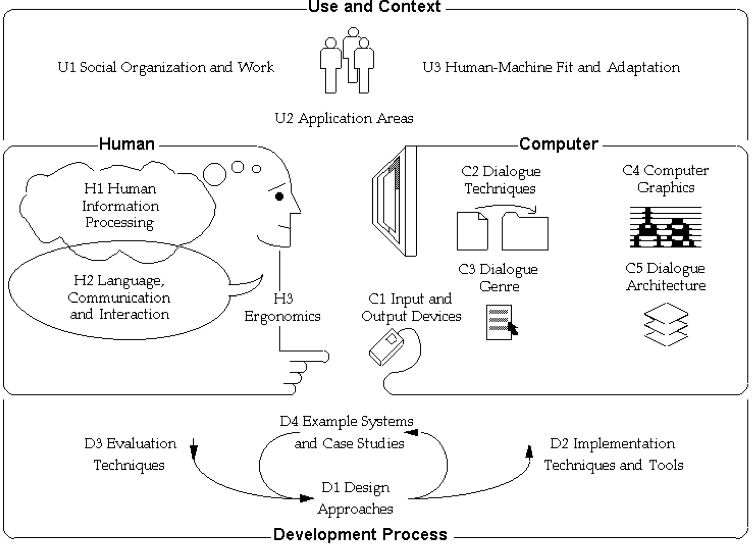 Use and Context
U1 Social Organization and Work
U3 Human-Machine Fit and Adaptation
U2 Application Areas
Human
H1 Human
Information
Processing
H2 Language,
Communication
and Interaction
H3
Ergonomics
Computer
C2 Dialogue
Techniques
C4 Computer
Graphics
C3 Dialogue
Genre
C5 Dialogue
Architecture
C1 Input and
Output Devices
D4 Example Systems
and Case Studies
D3 Evaluation
Techniques
D2 Implementation
Techniques and Tools
D1 Design
Approaches
Development Process